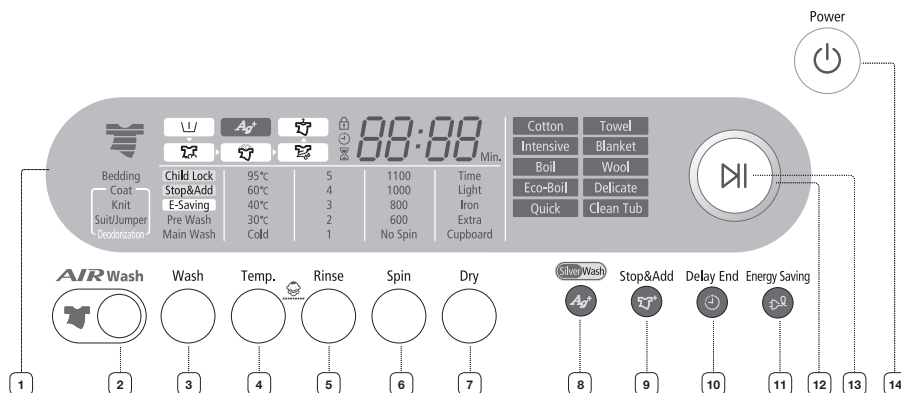 Power
Ag+
88:88 Min.
Cotton Towel
Intensive Blanket
Boil Wool
Eco-Boil Delicate
Quick Clean Tub
Bedding Child Lock 95℃ 5 1100 Time
Coat Stop&Add 60℃ 4 1000 Light
Knit E-Saving 40℃ 3 800 Iron
Suit/Jumper Pre Wash 30℃ 2 600 Extra
Deodorization Main Wash Cold 1 No Spin Cupboard
AIR Wash Wash Temp. Rinse Spin Dry
Silver Wash Stop&Add Delay End Energy Saving
Ag+
1 2 3 4 5 6 7 8 9 10 11 12 13 14